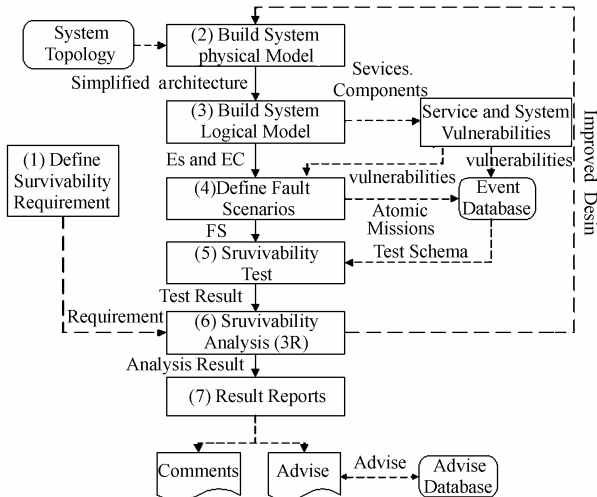 System
Topology
(2) Build System
physical Model
Simplified architecture
Sevices.
Components
(3) Build System
Logical Model
Service and System
Vulnerabilities
Improved Desin
(1) Define
Survivability
Requirement
Es and EC
vulnerabilities
vulnerabilities
(4)Define Fault
Scenarios
Event
Database
Atomic
Missions
FS
Test Schema
(5) Sruvivability
Test
Test Result
Requirement
(6) Sruvivability
Analysis (3R)
Analysis Result
(7) Result Reports
Comments
Advise
Advise
Advise
Database